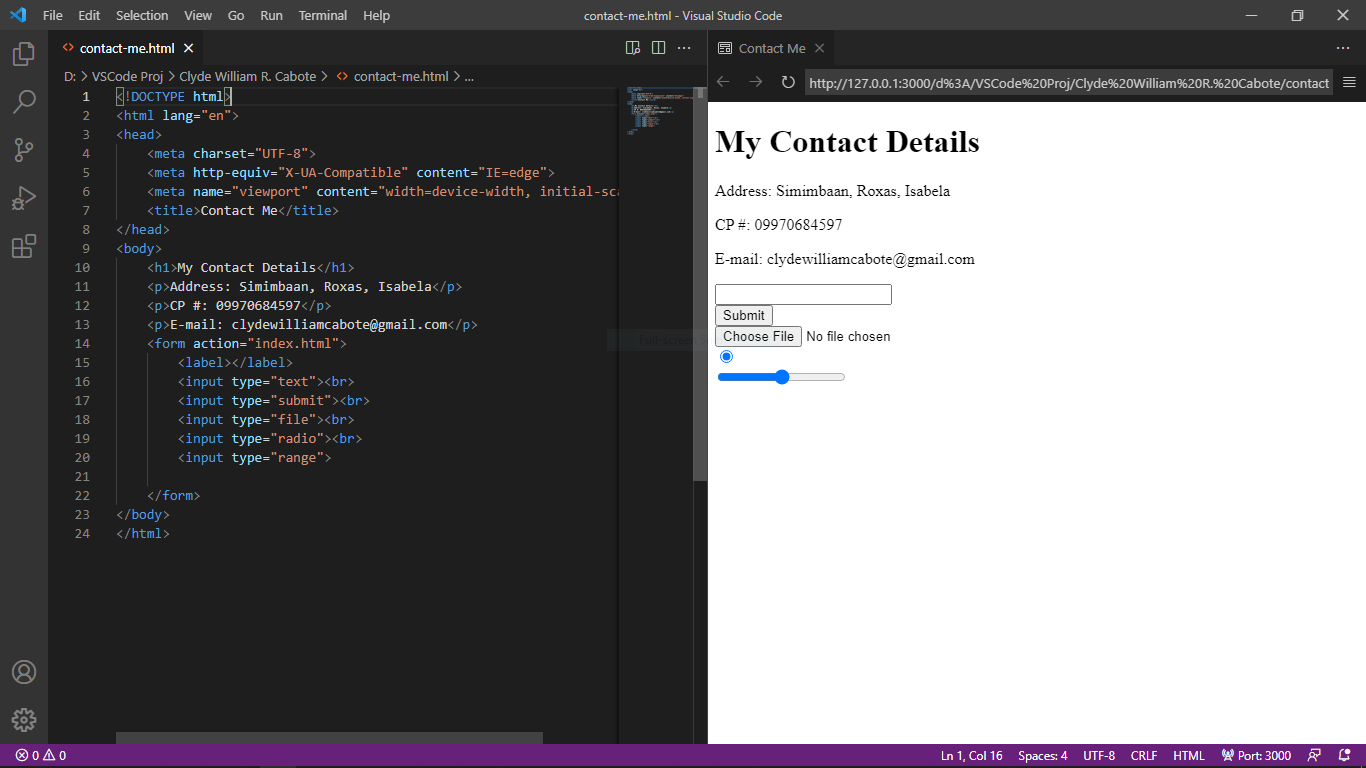 File Edit Selection View Go Run Terminal Help
contact-me.html - Visual Studio Code
contact-me.html
D: > VSCode Proj > Clyde William R. Cabote > contact-me.html > ...
1 <!DOCTYPE html>
2 <html lang="en">
3 <head>
4 <meta charset="UTF-8">
5 <meta http-equiv="X-UA-Compatible" content="IE=edge">
6 <meta name="viewport" content="width=device-width, initial-sca
7 <title>Contact Me</title>
8 </head>
9 <body>
10 <h1>My Contact Details</h1>
11 <p>Address: Simimbaan, Roxas, Isabela</p>
12 <p>CP #: 09970684597</p>
13 <p>E-mail: clydewilliamcabote@gmail.com</p>
14 <form action="index.html">
15 <label></label>
16 <input type="text"><br>
17 <input type="submit"><br>
18 <input type="file"><br>
19 <input type="radio"><br>
20 <input type="range">
21
22 </form>
23 </body>
24 </html>
Contact Me
http://127.0.0.1:3000/d%3A/VSCode%20Proj/Clyde%20William%20R.%20Cabote/contact
My Contact Details
Address: Simimbaan, Roxas, Isabela
CP #: 09970684597
E-mail: clydewilliamcabote@gmail.com
Submit
Choose File No file chosen
0 0
Ln 1, Col 16 Spaces: 4 UTF-8 CRLF HTML Port: 3000